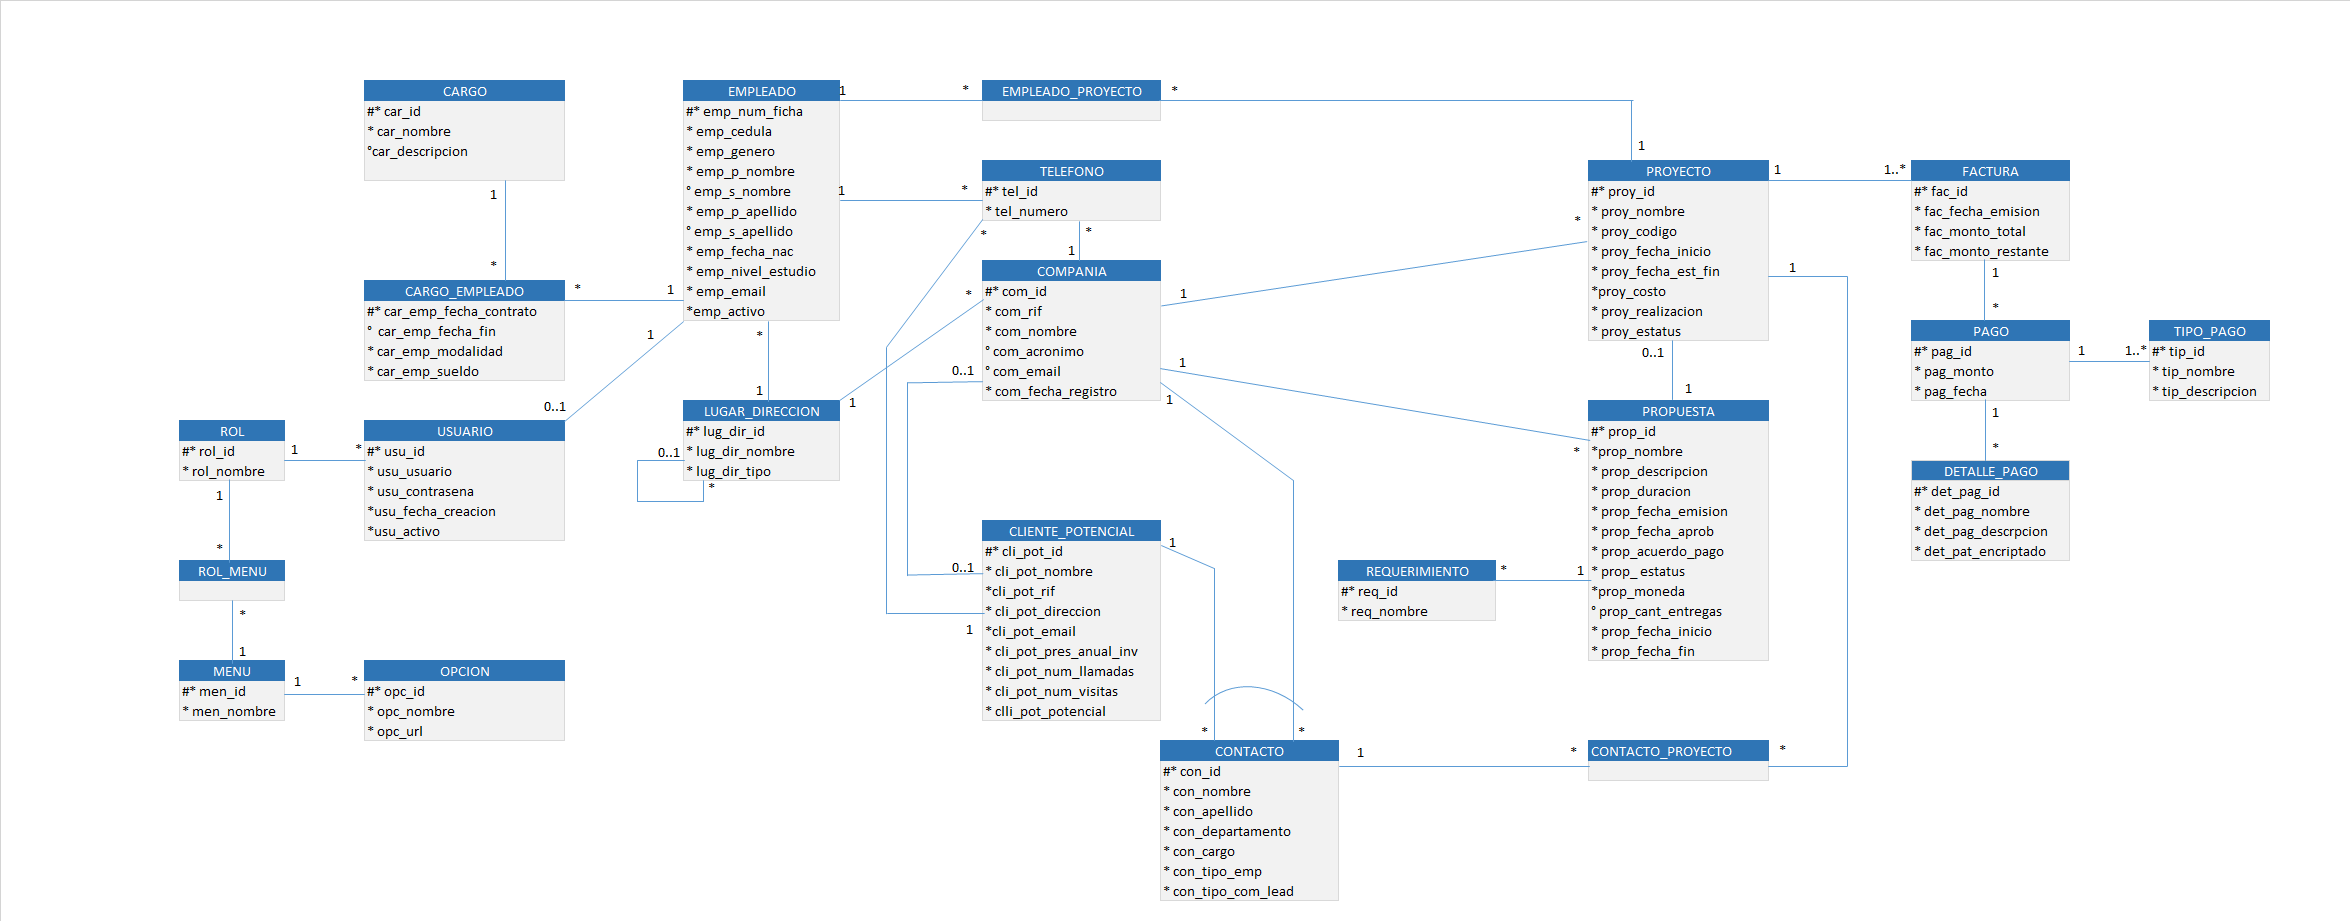 CARGO
#* car_id
* car_nombre
°car_descripcion
1
*
CARGO_EMPLEADO
#* car_emp_fecha_contrato
° car_emp_fecha_fin
* car_emp_modalidad
* car_emp_sueldo
*
1
EMPLEADO
#* emp_num_ficha
* emp_cedula
* emp_genero
* emp_p_nombre
° emp_s_nombre
* emp_p_apellido
° emp_s_apellido
* emp_fecha_nac
* emp_nivel_estudio
* emp_email
*emp_activo
1
*
1
*
1
0..1
*
1
EMPLEADO_PROYECTO
*
1
TELEFONO
#* tel_id
* tel_numero
*
*
1
COMPANIA
#* com_id
* com_rif
* com_nombre
° com_acronimo
° com_email
* com_fecha_registro
*
1
0..1
1
*
1
*
1
LUGAR_DIRECCION
#* lug_dir_id
* lug_dir_nombre
* lug_dir_tipo
0..1
*
ROL
#* rol_id
* rol_nombre
1
*
1
*
USUARIO
#* usu_id
* usu_usuario
* usu_contrasena
*usu_fecha_creacion
*usu_activo
ROL_MENU
*
1
MENU
#* men_id
* men_nombre
1
*
OPCION
#* opc_id
* opc_nombre
* opc_url
CLIENTE_POTENCIAL
#* cli_pot_id
* cli_pot_nombre
*cli_pot_rif
* cli_pot_direccion
*cli_pot_email
* cli_pot_pres_anual_inv
* cli_pot_num_llamadas
* cli_pot_num_visitas
* clli_pot_potencial
0..1
1
1
*
*
CONTACTO
#* con_id
* con_nombre
* con_apellido
* con_departamento
* con_cargo
* con_tipo_emp
* con_tipo_com_lead
1
*
CONTACTO_PROYECTO
*
1
PROYECTO
#* proy_id
* proy_nombre
* proy_codigo
* proy_fecha_inicio
* proy_fecha_est_fin
*proy_costo
* proy_realizacion
* proy_estatus
0..1
1
PROPUESTA
#* prop_id
*prop_nombre
* prop_descripcion
* prop_duracion
* prop_fecha_emision
* prop_fecha_aprob
* prop_acuerdo_pago
* prop_ estatus
*prop_moneda
° prop_cant_entregas
* prop_fecha_inicio
* prop_fecha_fin
REQUERIMIENTO
#* req_id
* req_nombre
*
1
1
1..*
FACTURA
#* fac_id
* fac_fecha_emision
* fac_monto_total
* fac_monto_restante
1
*
PAGO
#* pag_id
* pag_monto
* pag_fecha
1
1..*
TIPO_PAGO
#* tip_id
* tip_nombre
* tip_descripcion
1
*
DETALLE_PAGO
#* det_pag_id
* det_pag_nombre
* det_pag_descrpcion
* det_pat_encriptado